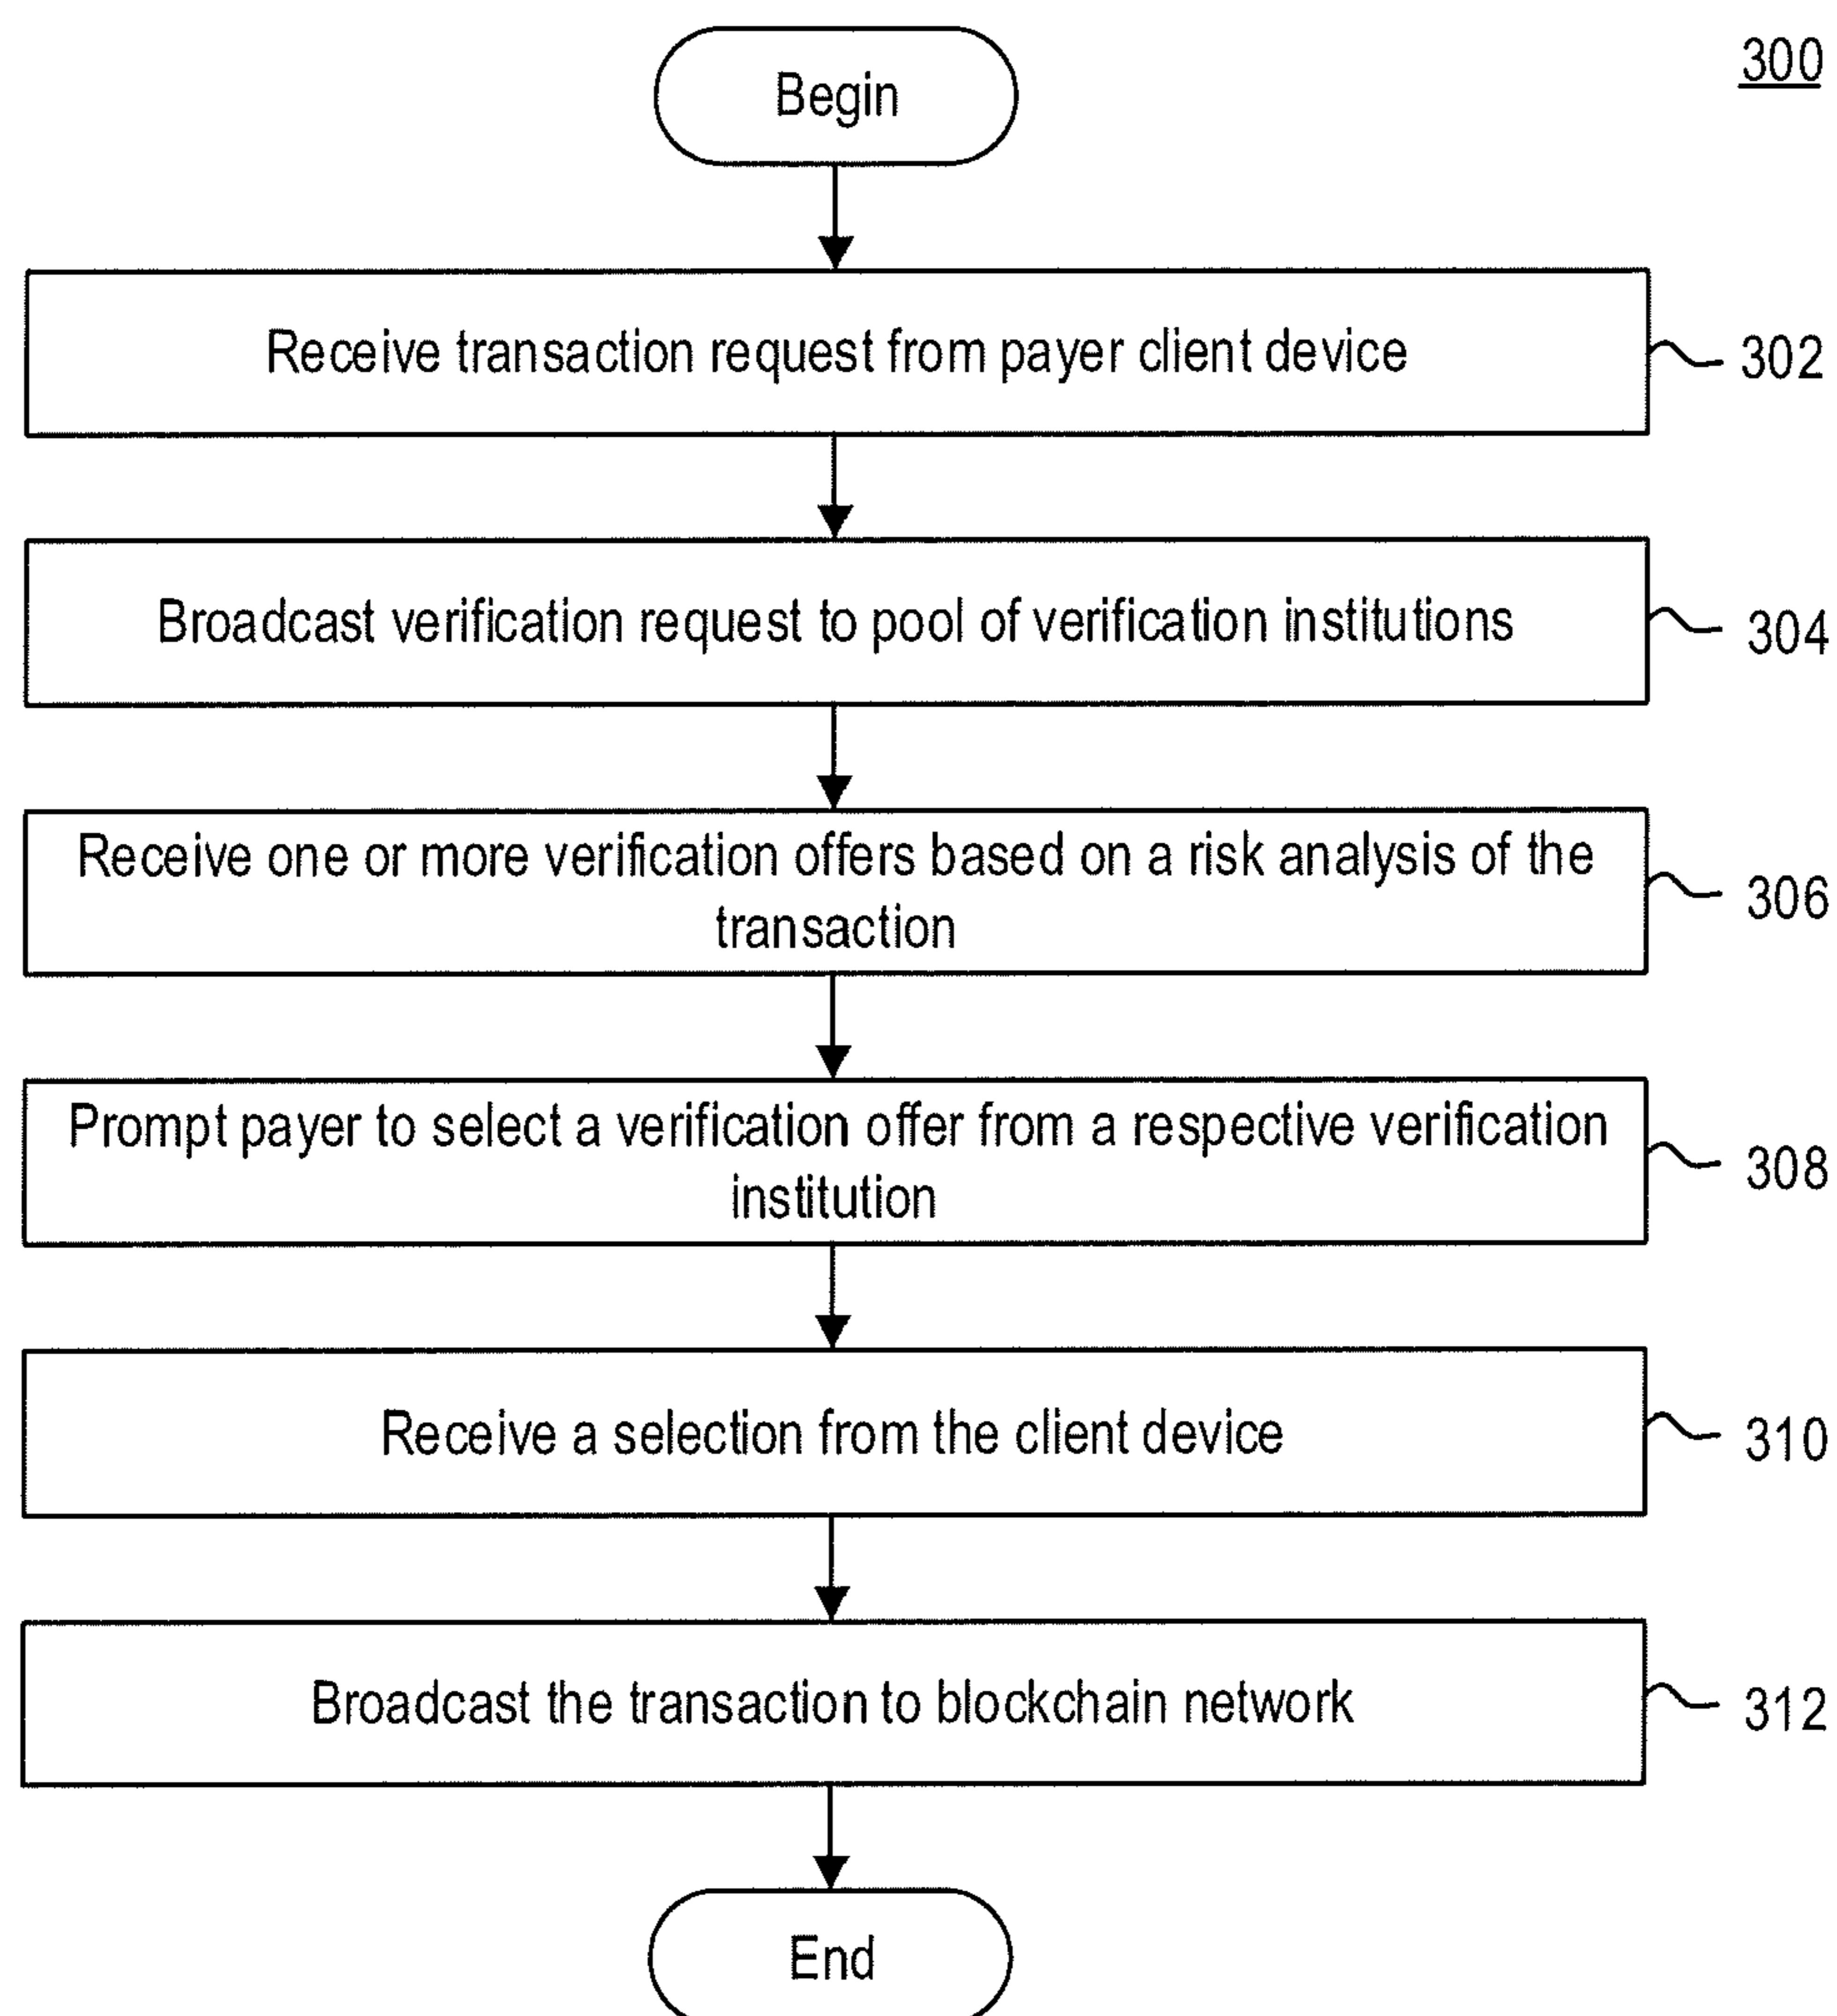 300
Begin
Receive transaction request from payer client device
302
Broadcast verification request to pool of verification institutions
304
Receive one or more verification offers based on a risk analysis of the
transaction
306
Prompt payer to select a verification offer from a respective verification
institution
308
Receive a selection from the client device
310
Broadcast the transaction to blockchain network
312
End